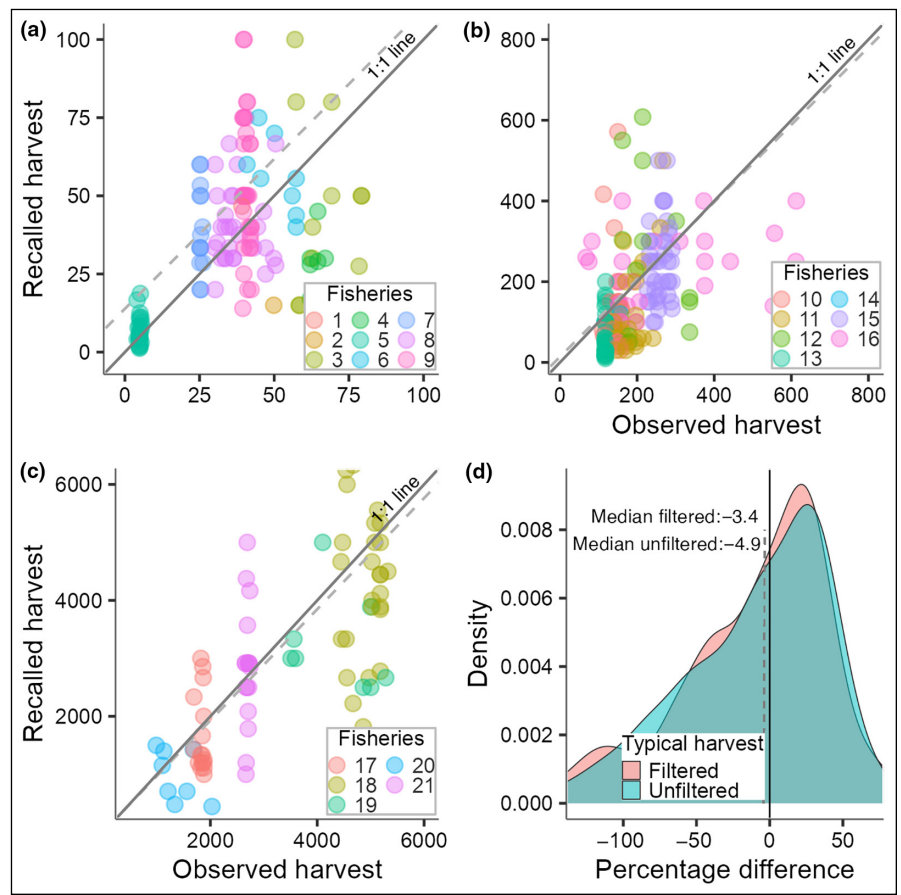 (a)
100
75
50
25
0
Recalled harvest
1:1 line
Fisheries
1 4 7
2 5 8
3 6 9
0 25 50 75 100
(b)
800
600
400
200
0
1:1 line
Fisheries
10 14
11 15
12 16
13
0 200 400 600 800
Observed harvest
(c)
6000
4000
2000
Recalled harvest
1:1 line
Fisheries
17 20
18 21
19
2000 4000 6000
Observed harvest
(d)
0.008
0.006
0.004
0.002
0.000
Density
Median filtered:−3.4
Median unfiltered:−4.9
Typical harvest
Filtered
Unfiltered
−100 −50 0 50
Percentage difference